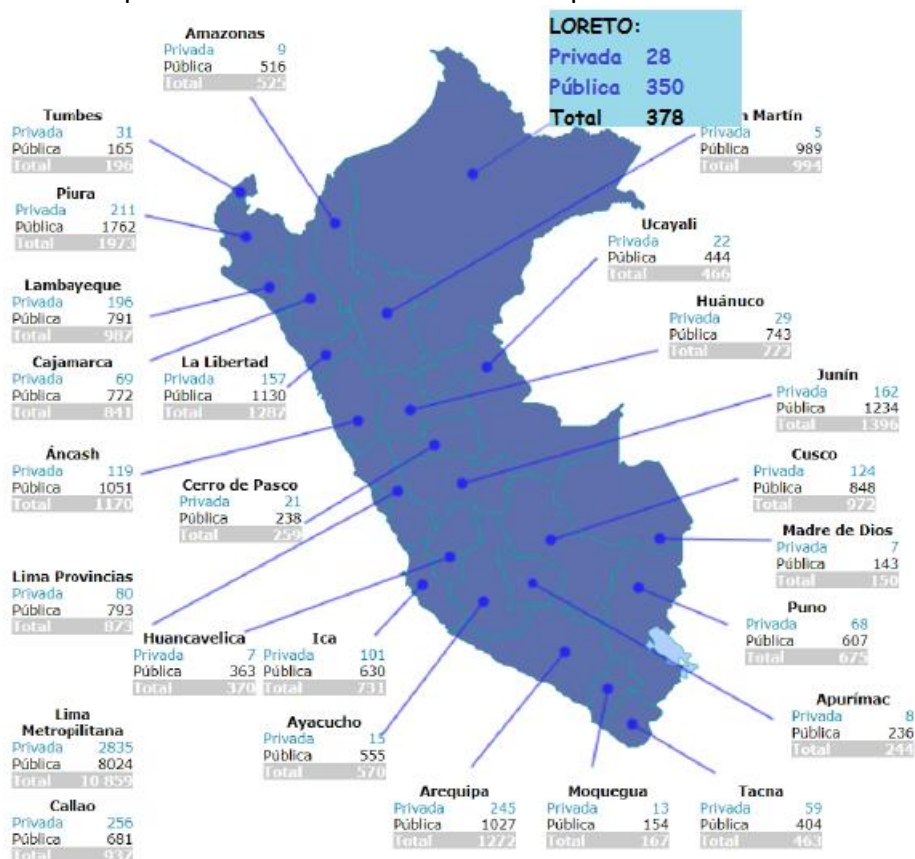 LORETO:
Privada 28
Pública 350
Total 378
Amazonas
Privada 9
Pública 516
Total 525
Tumbes
Privada 31
Pública 165
Total 196
n Martín
Privada 5
Pública 989
Total 994
Piura
Privada 211
Pública 1762
Total 1973
Ucayali
Privada 22
Pública 444
Total 466
Lambayeque
Privada 196
Pública 791
Total 987
Huánuco
Privada 29
Pública 743
Total 772
Cajamarca
Privada 69
Pública 772
Total 841
La Libertad
Privada 157
Pública 1130
Total 1287
Junín
Privada 162
Pública 1234
Total 1396
Áncash
Privada 119
Pública 1051
Total 1170
Cerro de Pasco
Privada 21
Pública 238
Total 259
Cusco
Privada 124
Pública 848
Total 972
Madre de Dios
Privada 7
Pública 143
Total 150
Lima Provincias
Privada 80
Pública 793
Total 873
Huancavelica
Privada 7
Pública 363
Total 370
Ica
Privada 101
Pública 630
Total 731
Puno
Privada 68
Pública 607
Total 675
Apurímac
Privada 8
Pública 236
Total 244
Ayacucho
Privada 15
Pública 555
Total 570
Lima
Metropilitana
Privada 2835
Pública 8024
Total 10 859
Callao
Privada 256
Pública 681
Total 937
Arequipa
Privada 245
Pública 1027
Total 1272
Moquegua
Privada 13
Pública 154
Total 167
Tacna
Privada 59
Pública 404
Total 463